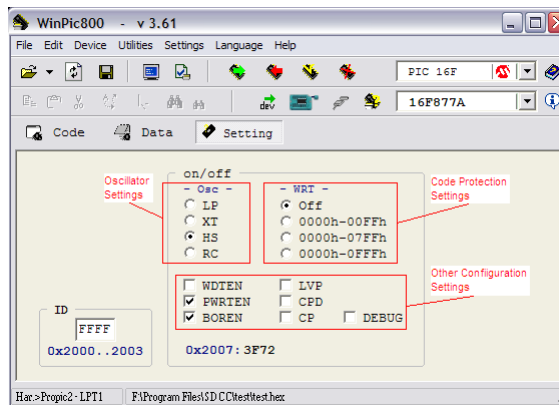 WinPic800 - v 3.61
File Edit Device Utilities Settings Language Help
PIC 16F
dev
16F877A
Code Data Setting
on/off
Oscillator
Settings
- Osc -
LP
XT
HS
RC
- WRT -
Off
0000h-00FFh
0000h-07FFh
0000h-0FFFh
Code Protection
Settings
WDTEN LVP
PWRTEN CPD
BOREN CP DEBUG
Other Confiiguration
Settings
ID
FFFF
0x2000..2003
0x2007: 3F72
Har.>Propic2 - LPT1 F:\Program Files\SDCC\test\test.hex